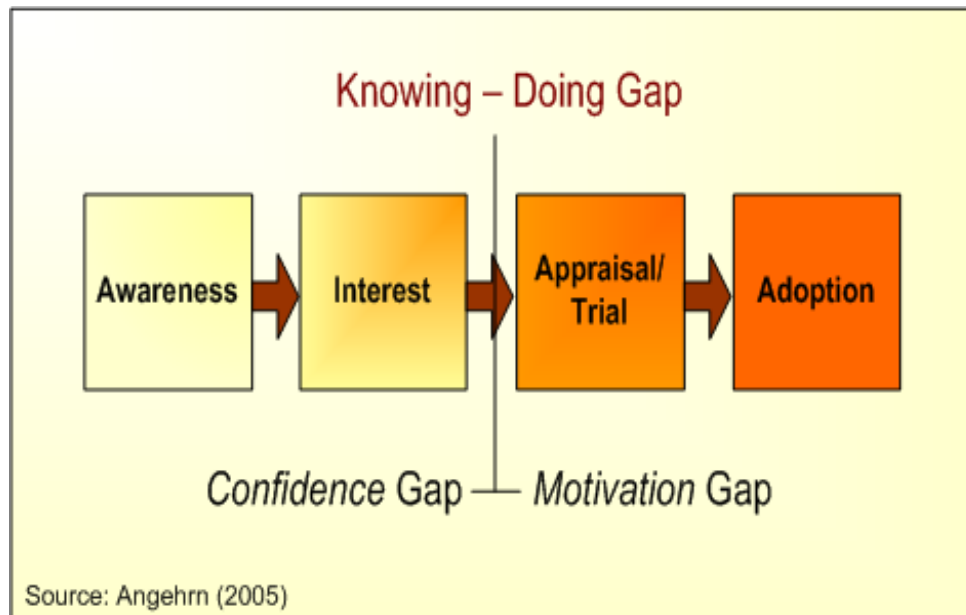 Knowing – Doing Gap
Awareness
Interest
Appraisal/
Trial
Adoption
Confidence Gap
Motivation Gap
Source: Angehrn (2005)